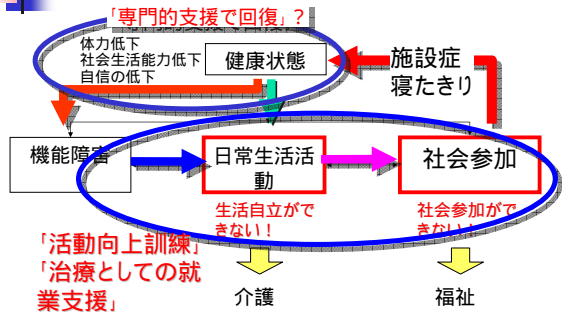 「専門的支援で回復」？
体力低下
社会生活能力低下
自信の低下
健康状態
施設症
寝たきり
機能障害
日常生活活
動
社会参加
生活自立がで
きない！
社会参加がで
きない！
「活動向上訓練」
「治療としての就
業支援」
介護
福祉